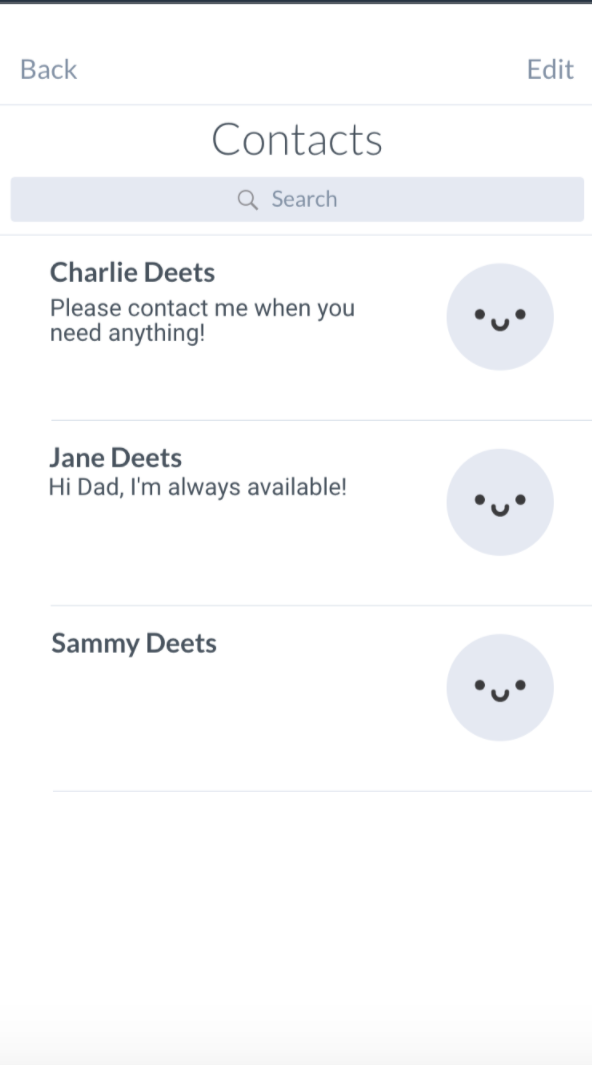 Back
Edit
Contacts
Search
Charlie Deets
Please contact me when you
need anything!
Jane Deets
Hi Dad, I'm always available!
Sammy Deets